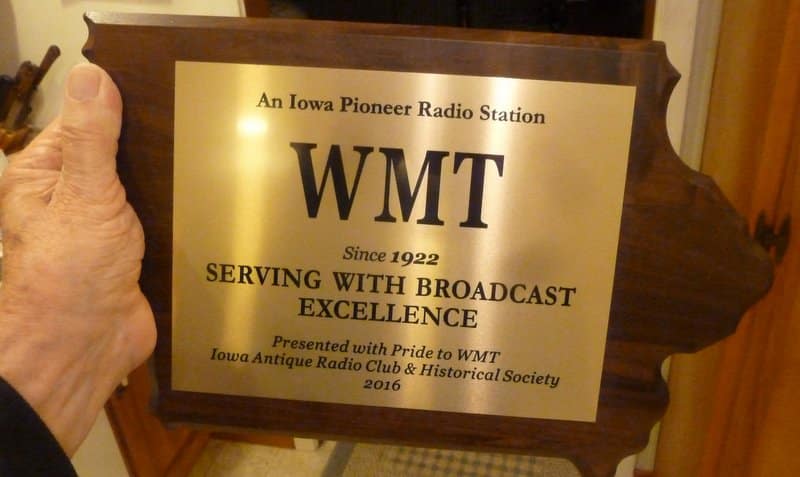 An Iowa Pioneer Radio Station
WMT
Since 1922
SERVING WITH BROADCAST
EXCELLENCE
Presented with Pride to WMT
Iowa Antique Radio Club & Historical Society
2016